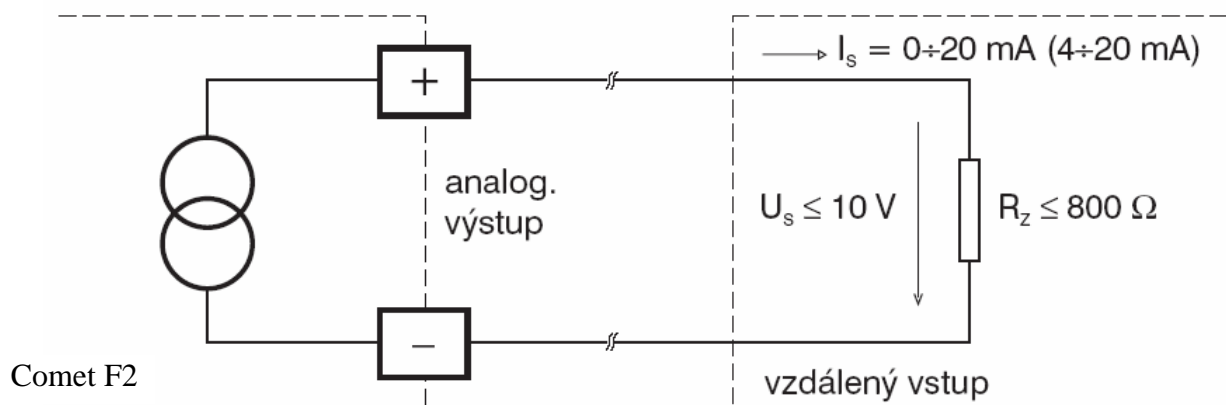 +
I_s = 0÷20 mA (4÷20 mA)
analog.
výstup
U_s ≤ 10 V
R_z ≤ 800 Ω
−
Comet F2
vzdálený vstup